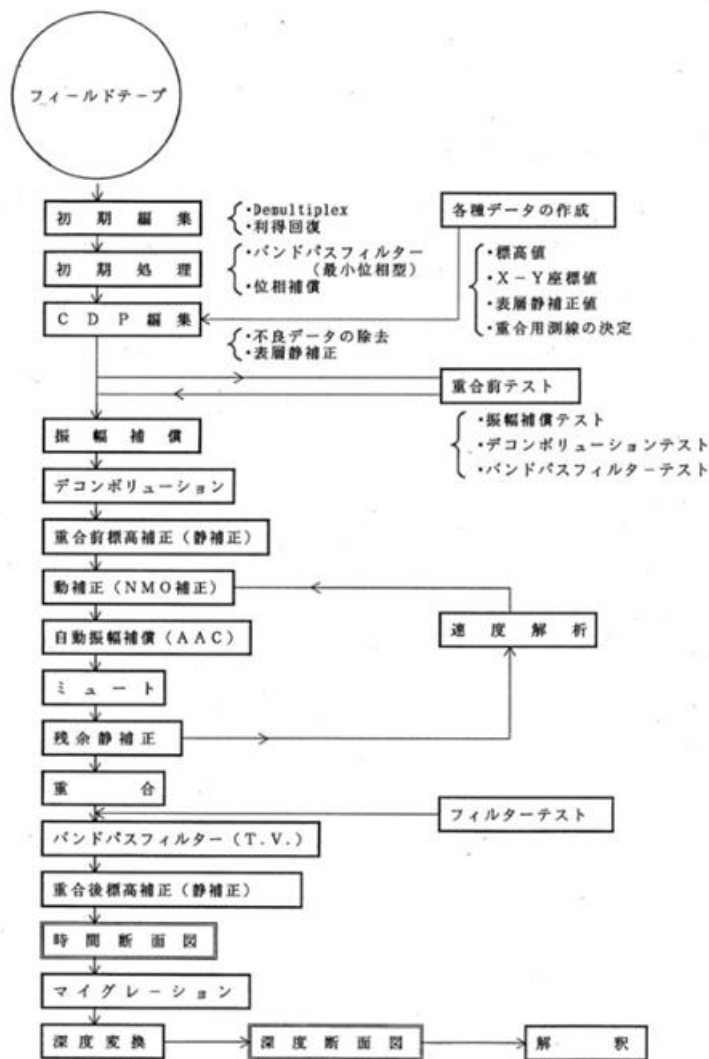 フィールドテープ
初期編集
・Demultiplex
・利得回復
各種データの作成
初期処理
・バンドパスフィルター
（最小位相型）
・位相補償
・標高値
・X－Y座標値
・表層静補正値
・重合用測線の決定
CDP編集
・不良データの除去
・表層静補正
重合前テスト
・振幅補償テスト
・デコンボリューションテスト
・バンドパスフィルターテスト
振幅補償
デコンボリューション
重合前標高補正（静補正）
動補正（NMO補正）
速度解析
自動振幅補償（AAC）
ミュート
残余静補正
重合
フィルターテスト
バンドパスフィルター（T.V.）
重合後標高補正（静補正）
時間断面図
マイグレーション
深度変換
深度断面図
解釈